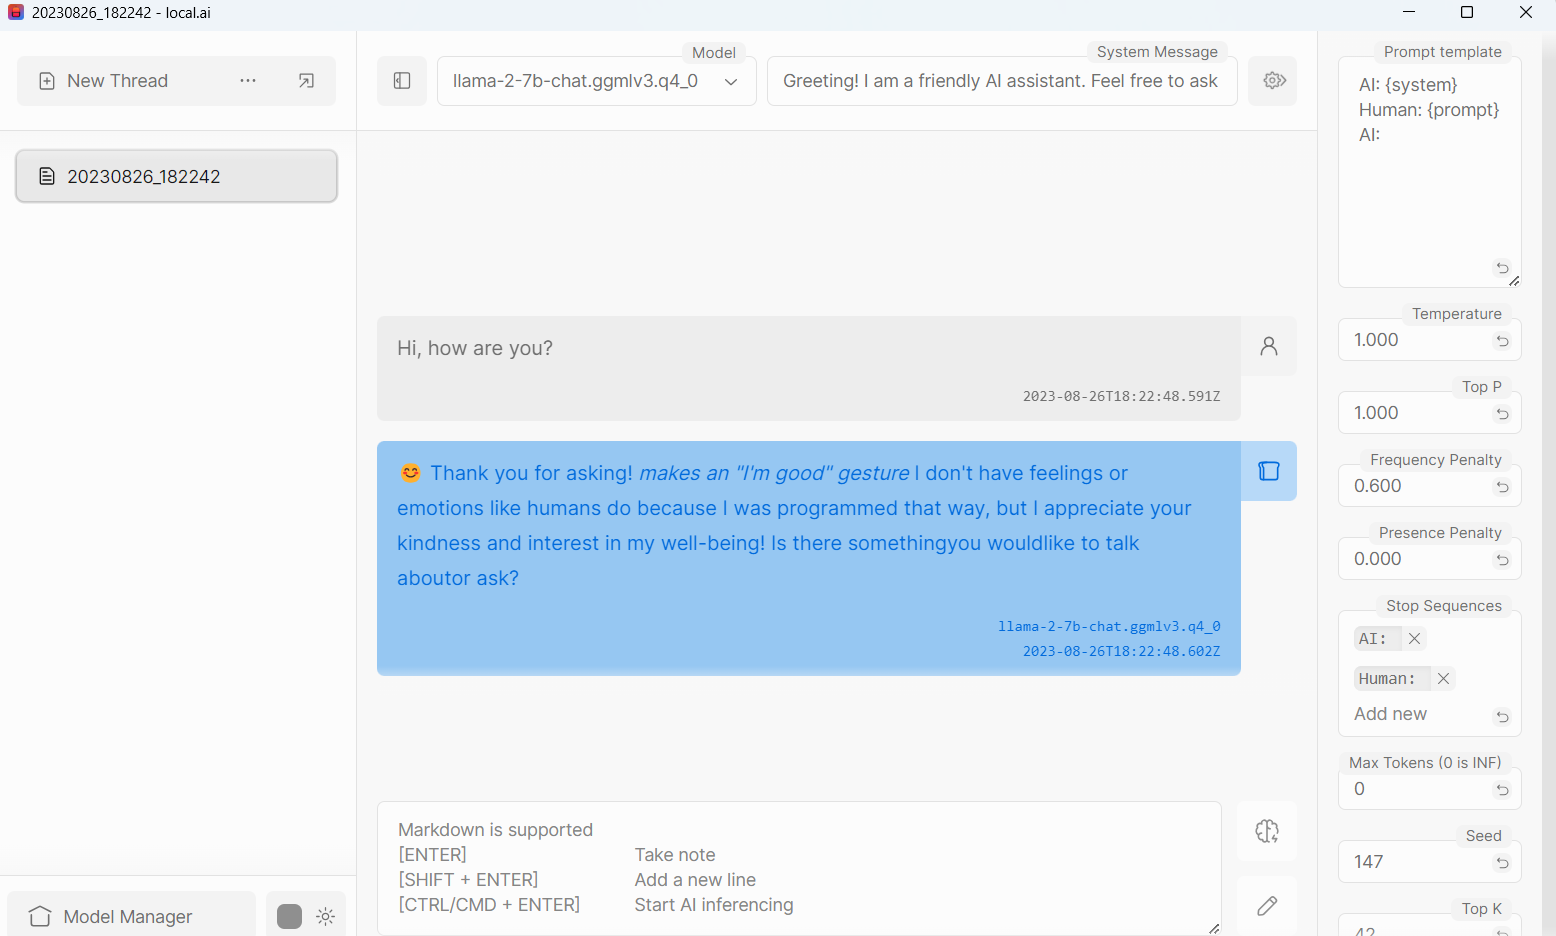 20230826_182242 - local.ai
New Thread
20230826_182242
Model Manager
Model
llama-2-7b-chat.ggmlv3.q4_0
System Message
Greeting! I am a friendly AI assistant. Feel free to ask
Hi, how are you?
2023-08-26T18:22:48.591Z
😊 Thank you for asking! makes an "I'm good" gesture I don't have feelings or
emotions like humans do because I was programmed that way, but I appreciate your
kindness and interest in my well-being! Is there somethingyou wouldlike to talk
aboutor ask?
llama-2-7b-chat.ggmlv3.q4_0
2023-08-26T18:22:48.602Z
Markdown is supported
[ENTER] Take note
[SHIFT + ENTER] Add a new line
[CTRL/CMD + ENTER] Start AI inferencing
Prompt template
AI: {system}
Human: {prompt}
AI:
Temperature
1.000
Top P
1.000
Frequency Penalty
0.600
Presence Penalty
0.000
Stop Sequences
AI:
Human:
Add new
Max Tokens (0 is INF)
0
Seed
147
Top K
42